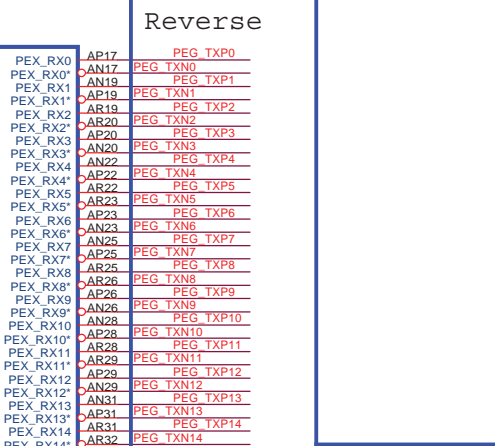 Reverse
PEX_RX0 AP17 PEG_TXP0
PEX_RX0* AN17 PEG_TXN0
PEX_RX1 AN19 PEG_TXP1
PEX_RX1* AP19 PEG_TXN1
PEX_RX2 AR19 PEG_TXP2
PEX_RX2* AR20 PEG_TXN2
PEX_RX3 AP20 PEG_TXP3
PEX_RX3* AN20 PEG_TXN3
PEX_RX4 AN22 PEG_TXP4
PEX_RX4* AP22 PEG_TXN4
PEX_RX5 AR22 PEG_TXP5
PEX_RX5* AR23 PEG_TXN5
PEX_RX6 AP23 PEG_TXP6
PEX_RX6* AN23 PEG_TXN6
PEX_RX7 AN25 PEG_TXP7
PEX_RX7* AP25 PEG_TXN7
PEX_RX8 AR25 PEG_TXP8
PEX_RX8* AR26 PEG_TXN8
PEX_RX9 AP26 PEG_TXP9
PEX_RX9* AN26 PEG_TXN9
PEX_RX10 AN28 PEG_TXP10
PEX_RX10* AP28 PEG_TXN10
PEX_RX11 AR28 PEG_TXP11
PEX_RX11* AR29 PEG_TXN11
PEX_RX12 AP29 PEG_TXP12
PEX_RX12* AN29 PEG_TXN12
PEX_RX13 AN31 PEG_TXP13
PEX_RX13* AP31 PEG_TXN13
PEX_RX14 AR31 PEG_TXP14
PEX_RX14* AR32 PEG_TXN14